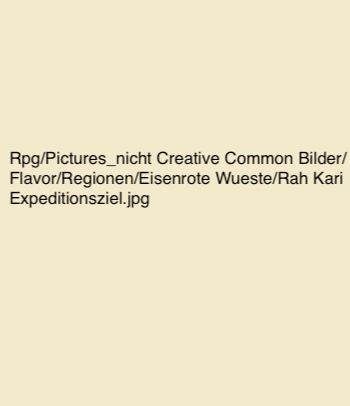 Rpg/Pictures_nicht Creative Common Bilder/
Flavor/Regionen/Eisenrote Wueste/Rah Kari
Expeditionsziel.jpg